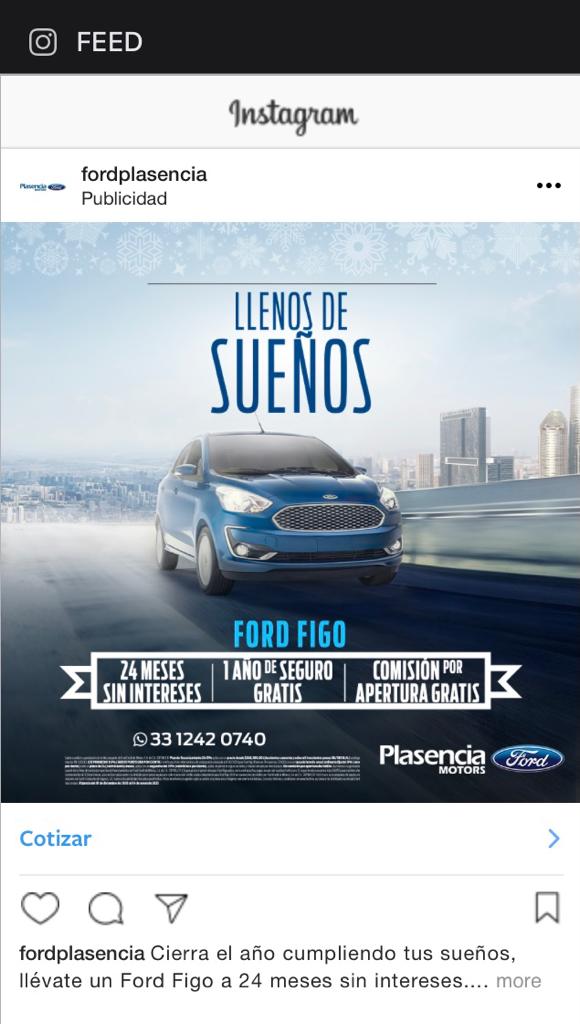 FEED
Instagram
fordplasencia
Publicidad
LLENOS DE
SUEÑOS
FORD FIGO
24 MESES
SIN INTERESES
1 AÑO DE SEGURO
GRATIS
COMISIÓN POR
APERTURA GRATIS
33 1242 0740
Plasencia
MOTORS
Ford
Cotizar
fordplasencia Cierra el año cumpliendo tus sueños,
llévate un Ford Figo a 24 meses sin intereses.... more